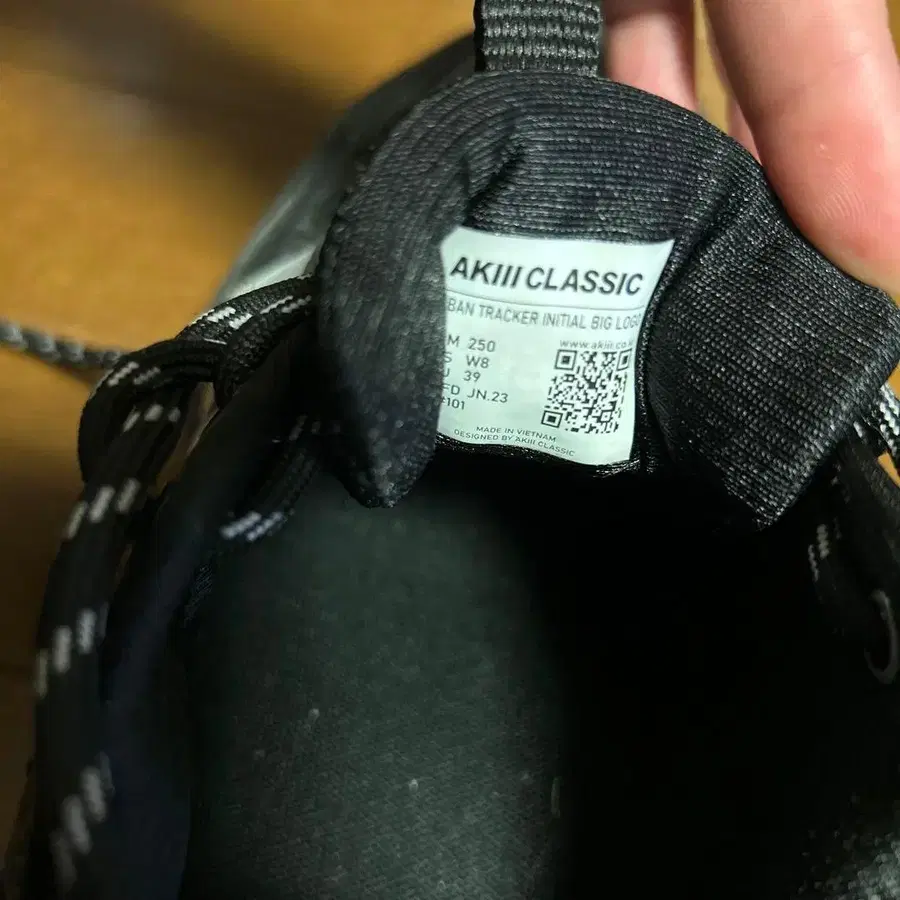 AKIII CLASSIC
BAN TRACKER INITIAL BIG LOGO
M 250
S W8
U 39
FD JN.23
#101
www.akiii.co.k
MADE IN VIETNAM
DESIGNED BY AKIII CLASSIC